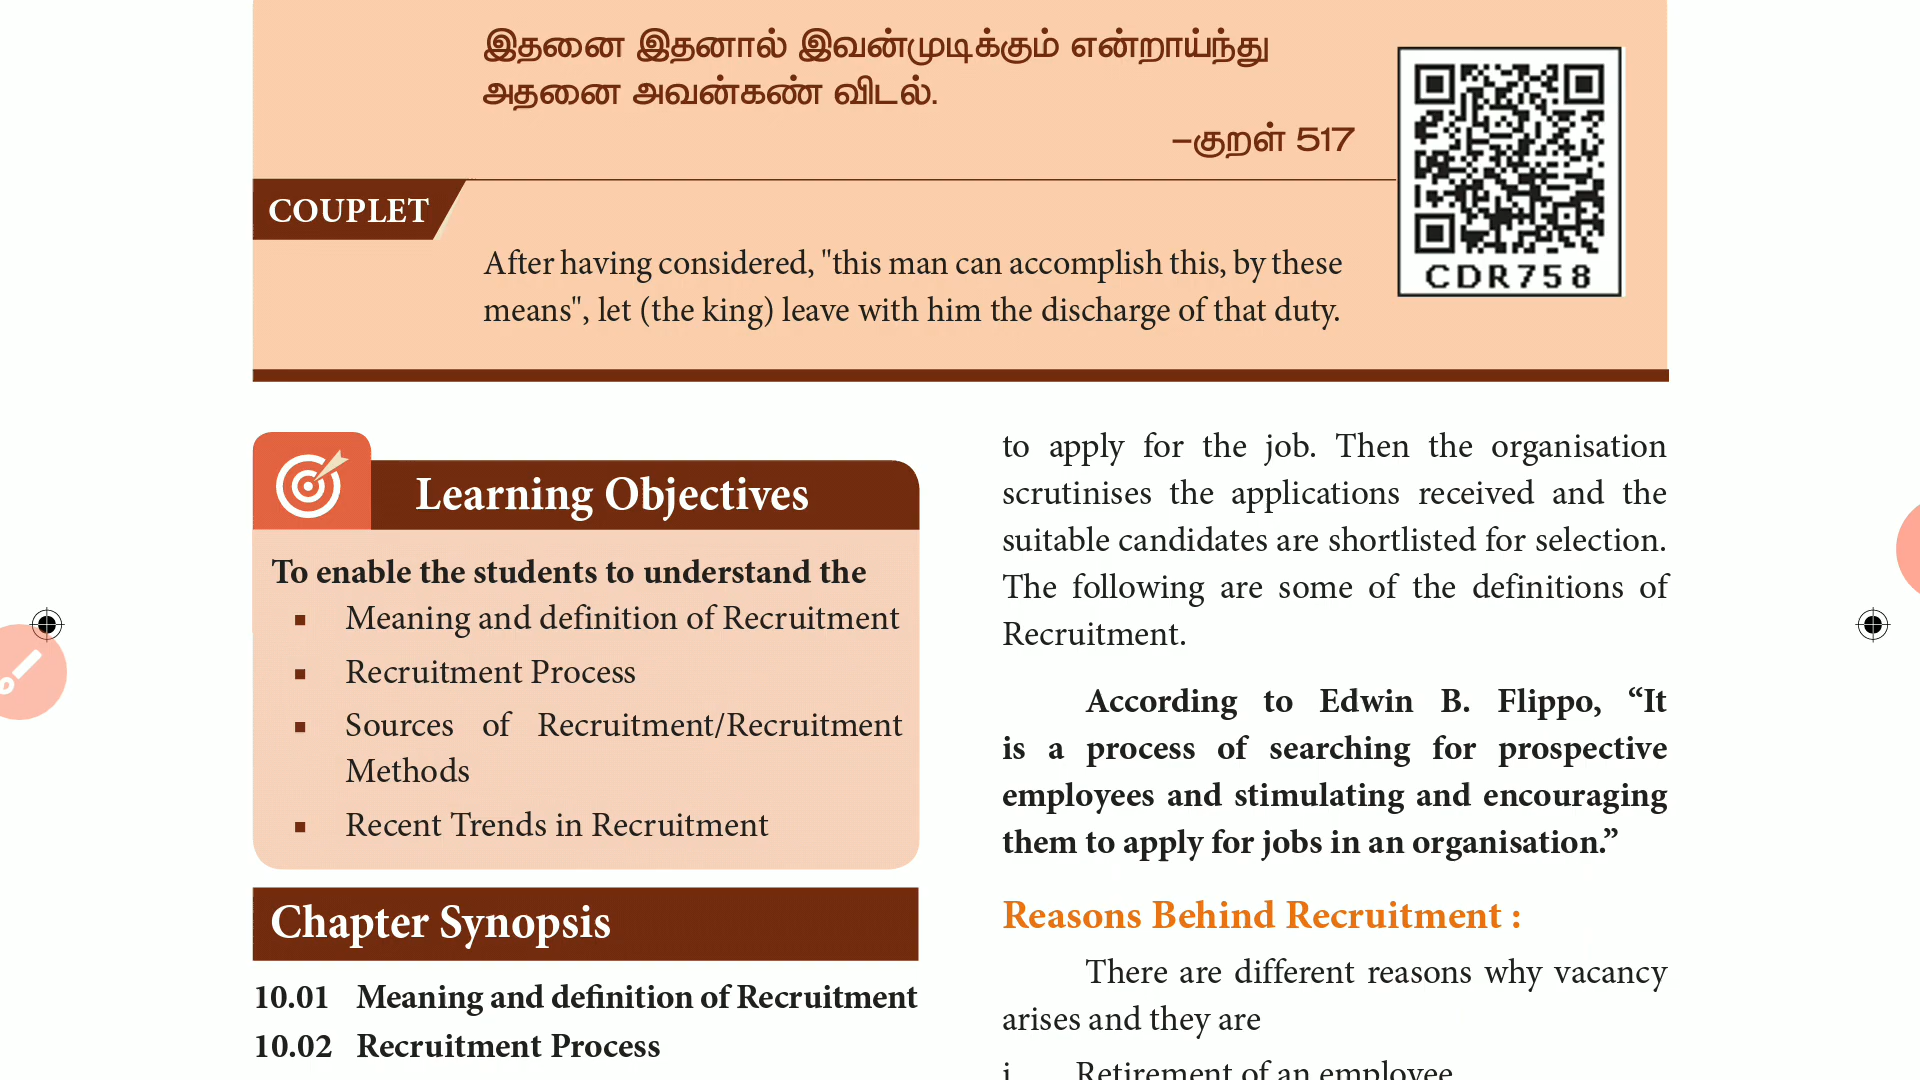 இதனை இதனால் இவன்முடிக்கும் என்றாய்ந்து
அதனை அவன்கண் விடல்.
–குறள் 517
CDR758
COUPLET
After having considered, "this man can accomplish this, by these
means", let (the king) leave with him the discharge of that duty.
Learning Objectives
To enable the students to understand the
▪ Meaning and definition of Recruitment
▪ Recruitment Process
▪ Sources of Recruitment/Recruitment
Methods
▪ Recent Trends in Recruitment
Chapter Synopsis
10.01 Meaning and definition of Recruitment
10.02 Recruitment Process
to apply for the job. Then the organisation
scrutinises the applications received and the
suitable candidates are shortlisted for selection.
The following are some of the definitions of
Recruitment.
According to Edwin B. Flippo, “It
is a process of searching for prospective
employees and stimulating and encouraging
them to apply for jobs in an organisation.”
Reasons Behind Recruitment :
There are different reasons why vacancy
arises and they are
i Retirement of an employee